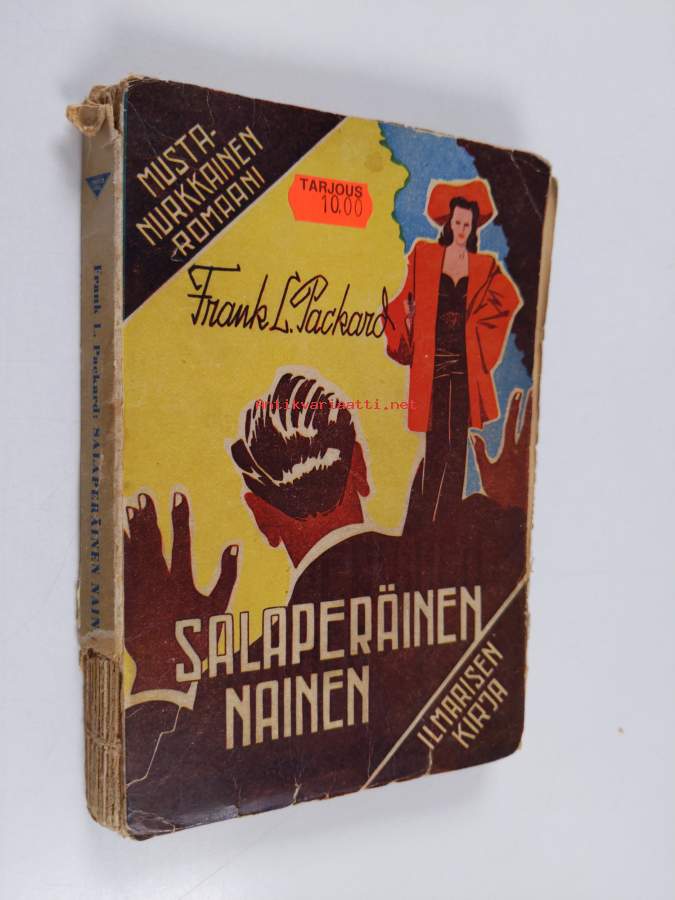 MUSTA-
NURKKAINEN
ROMAANI
TARJOUS
10.00
Frank L. Packard
antikvariaatti.net
SALAPERÄINEN
NAINEN
ILMARISEN
KIRJA
Frank L. Packard SALAPERÄINEN NAIN